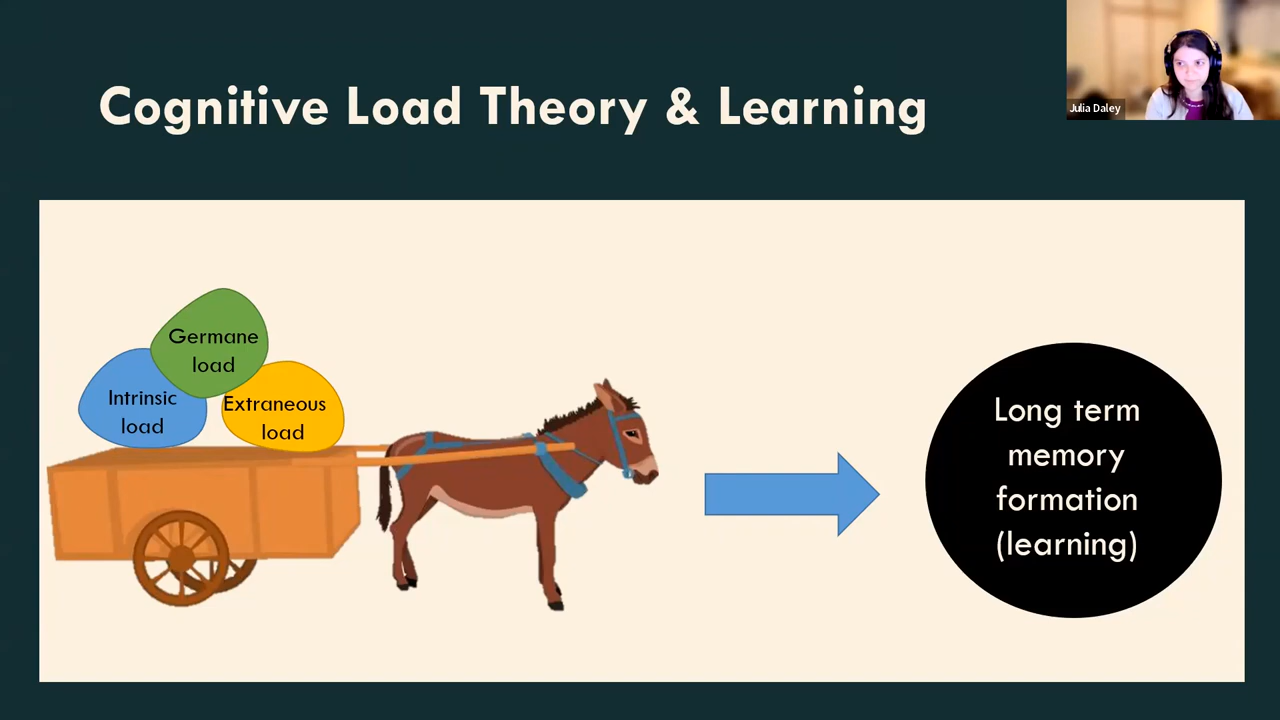 Cognitive Load Theory & Learning
Julia Daley
Germane
load
Intrinsic
load
Extraneous
load
Long term
memory
formation
(learning)